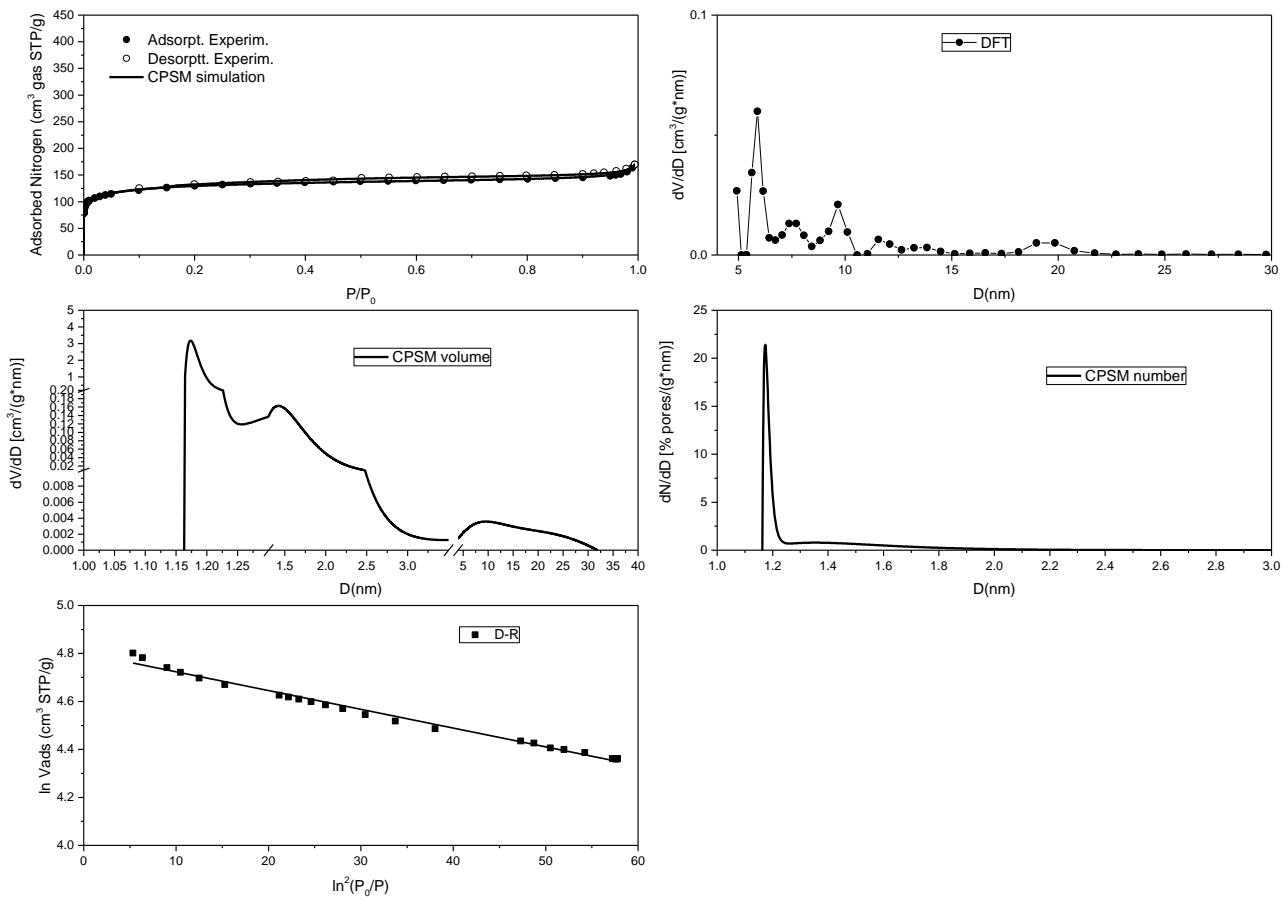 450
400
350
300
250
200
150
100
50
0
Adsorbed Nitrogen (cm³ gas STP/g)
Adsorpt. Experim.
Desorptt. Experim.
CPSM simulation
0.0 0.2 0.4 0.6 0.8 1.0
P/P₀
0.1
0.0
dV/dD [cm³/(g*nm)]
DFT
5 10 15 20 25 30
D(nm)
5
4
3
2
1
0.20
0.16
0.12
0.08
0.06
0.04
0.02
0.008
0.006
0.004
0.002
0.000
dV/dD [cm³/(g*nm)]
CPSM volume
1.00 1.05 1.10 1.15 1.20 1.25 1.5 2.0 2.5 3.0 5 10 15 20 25 30 35 40
D(nm)
25
20
15
10
5
0
dN/dD [% pores/(g*nm)]
CPSM number
1.0 1.2 1.4 1.6 1.8 2.0 2.2 2.4 2.6 2.8 3.0
D(nm)
5.0
4.8
4.6
4.4
4.2
4.0
ln Vads (cm³ STP/g)
D-R
0 10 20 30 40 50 60
ln²(P₀/P)